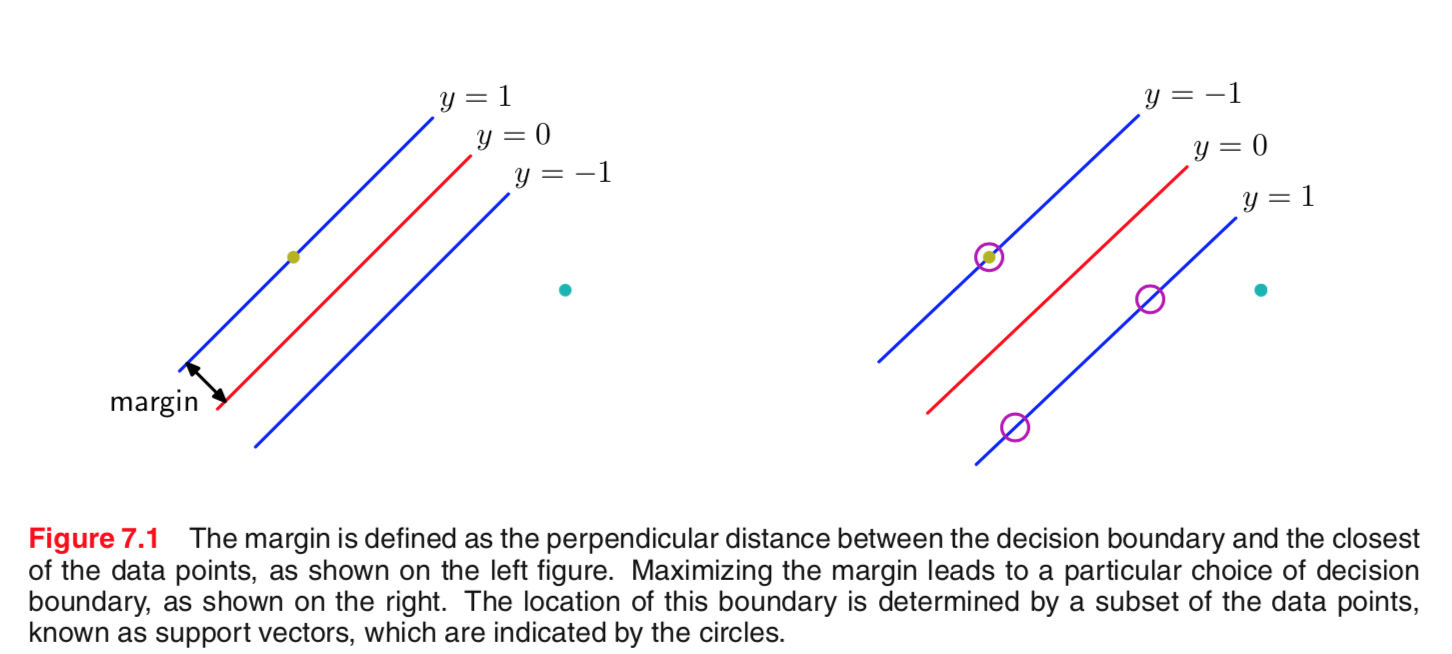 y = 1
y = 0
y = −1
margin
y = −1
y = 0
y = 1
Figure 7.1 The margin is defined as the perpendicular distance between the decision boundary and the closest
of the data points, as shown on the left figure. Maximizing the margin leads to a particular choice of decision
boundary, as shown on the right. The location of this boundary is determined by a subset of the data points,
known as support vectors, which are indicated by the circles.